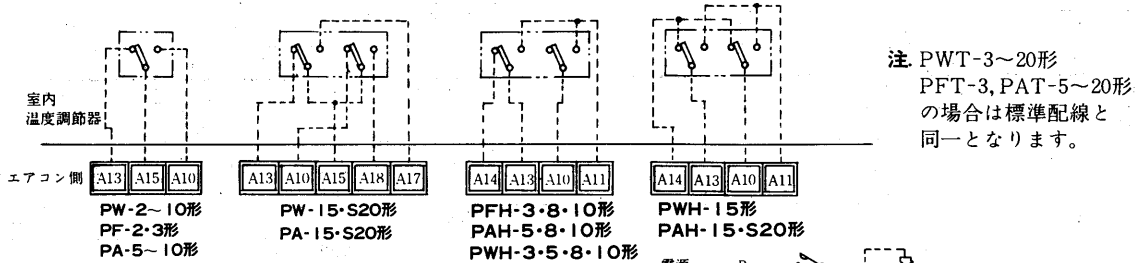 注. PWT-3~20形
PFT-3, PAT-5~20形
の場合は標準配線と
同一となります。
室内
温度調節器
エアコン側
A13 A15 A10
A13 A10 A15 A18 A17
A14 A13 A10 A11
A14 A13 A10 A11
PW-2~10形
PF-2・3形
PA-5~10形
PW-15・S20形
PA-15・S20形
PFH-3・8・10形
PAH-5・8・10形
PWH-3・5・8・10形
PWH-15形
PAH-15・S20形